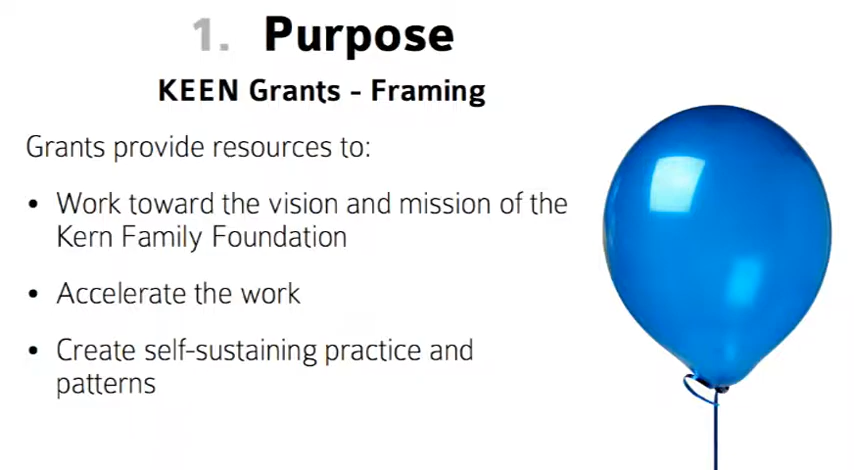 1. Purpose
KEEN Grants - Framing
Grants provide resources to:
• Work toward the vision and mission of the
Kern Family Foundation
• Accelerate the work
• Create self-sustaining practice and
patterns